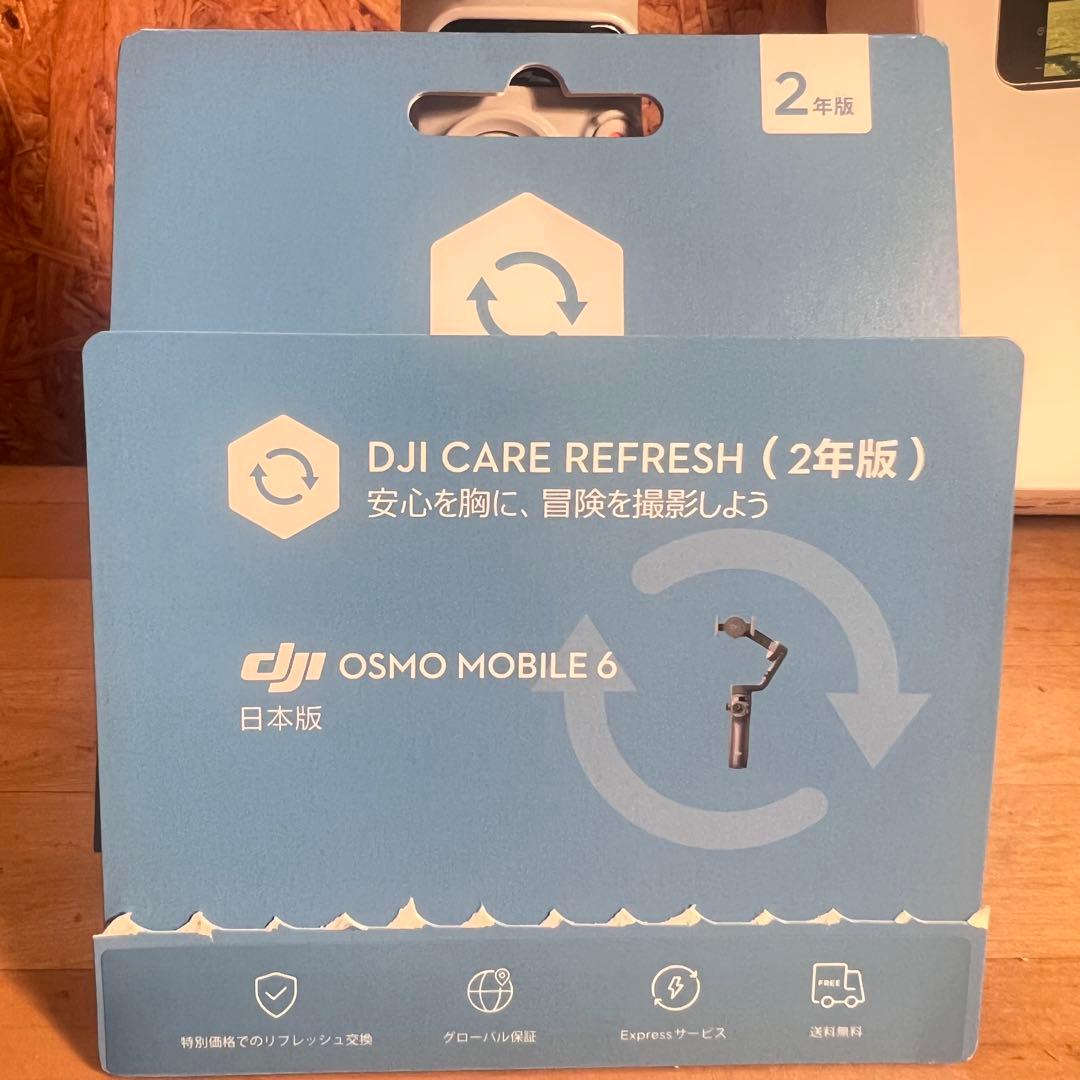 2年版
DJI CARE REFRESH(2年版)
安心を胸に、冒険を撮影しよう
dji OSMO MOBILE 6
日本版
特別価格でのリフレッシュ交換
グローバル保証
Expressサービス
FREE
送料無料